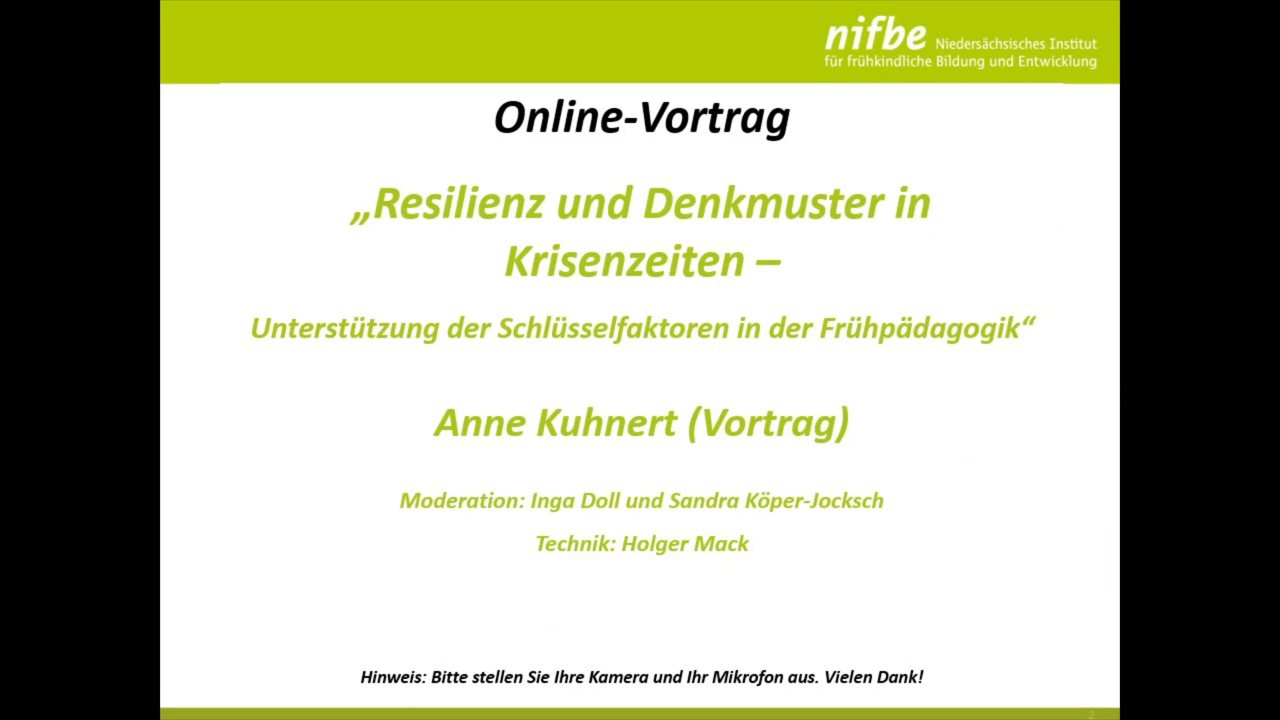 nifbe Niedersächsisches Institut
für frühkindliche Bildung und Entwicklung
Online-Vortrag
„Resilienz und Denkmuster in
Krisenzeiten –
Unterstützung der Schlüsselfaktoren in der Frühpädagogik“
Anne Kuhnert (Vortrag)
Moderation: Inga Doll und Sandra Köper-Jocksch
Technik: Holger Mack
Hinweis: Bitte stellen Sie Ihre Kamera und Ihr Mikrofon aus. Vielen Dank!
2